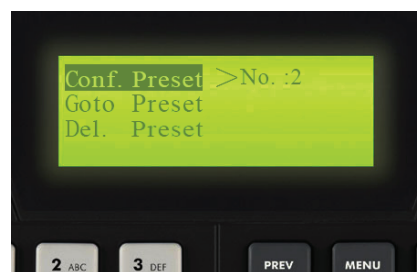 Conf. Preset >No. :2
Goto Preset
Del. Preset
2 ABC 3 DEF PREV MENU